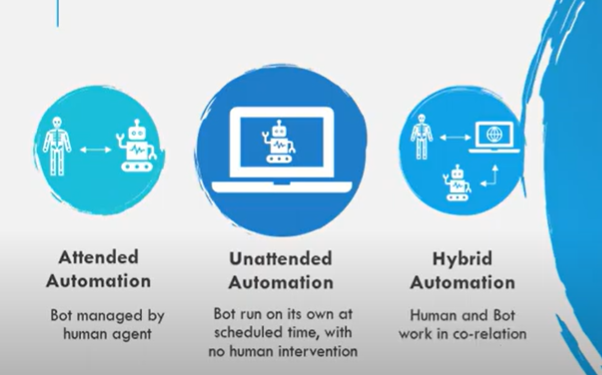 Attended
Automation
Bot managed by
human agent
Unattended
Automation
Bot run on its own at
scheduled time, with
no human intervention
Hybrid
Automation
Human and Bot
work in co-relation